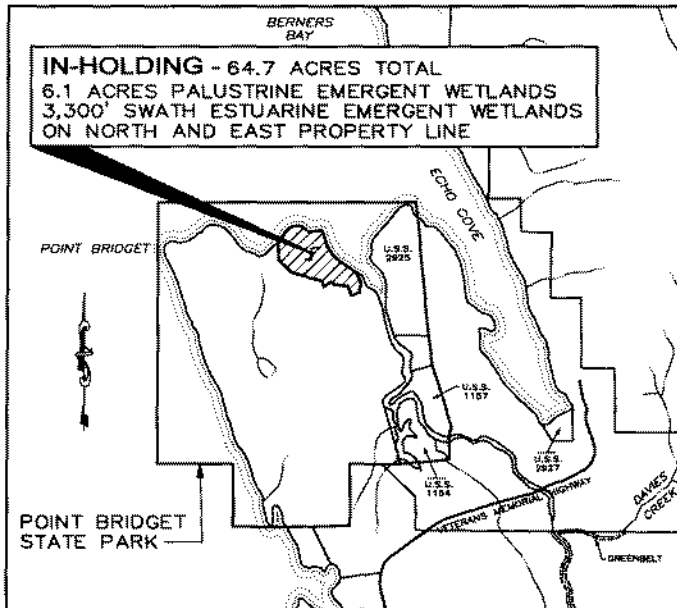 BERNERS
BAY
IN-HOLDING - 64.7 ACRES TOTAL
6.1 ACRES PALUSTRINE EMERGENT WETLANDS
3,300' SWATH ESTUARINE EMERGENT WETLANDS
ON NORTH AND EAST PROPERTY LINE
ECHO COVE
POINT BRIDGET
U.S.S.
2925
U.S.S.
1157
U.S.S.
2927
U.S.S.
1154
VETERANS MEMORIAL HIGHWAY
DAVIES
CREEK
POINT BRIDGET
STATE PARK
GREENBELT